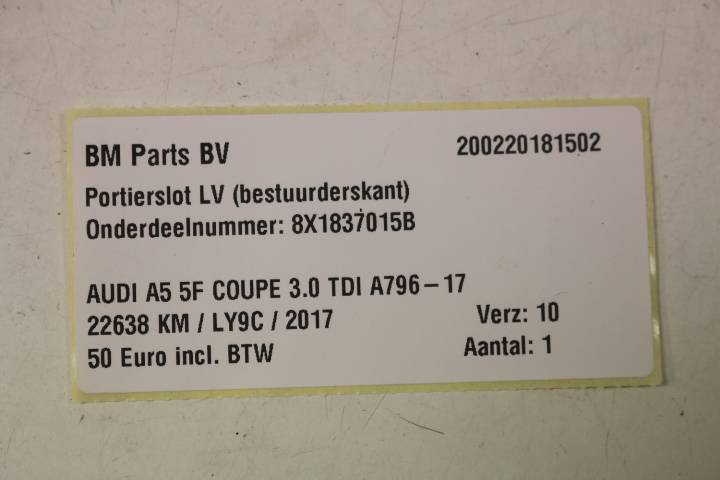 BM Parts BV 200220181502
Portierslot LV (bestuurderskant)
Onderdeelnummer: 8X1837015B
AUDI A5 5F COUPE 3.0 TDI A796-17
22638 KM / LY9C / 2017 Verz: 10
50 Euro incl. BTW Aantal: 1